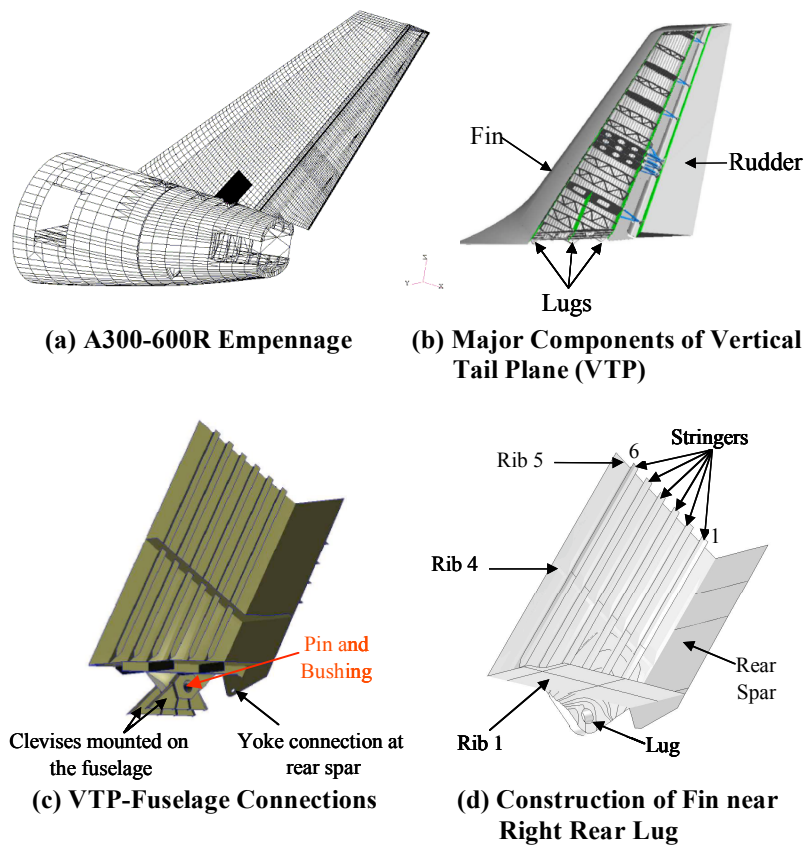 Fin
Rudder
Lugs
Z
Y
X
(a) A300-600R Empennage
(b) Major Components of Vertical
Tail Plane (VTP)
Pin and
Bushing
Clevises mounted on
the fuselage
Yoke connection at
rear spar
(c) VTP-Fuselage Connections
Stringers
Rib 5
6
1
Rib 4
Rear
Spar
Rib 1
Lug
(d) Construction of Fin near
Right Rear Lug